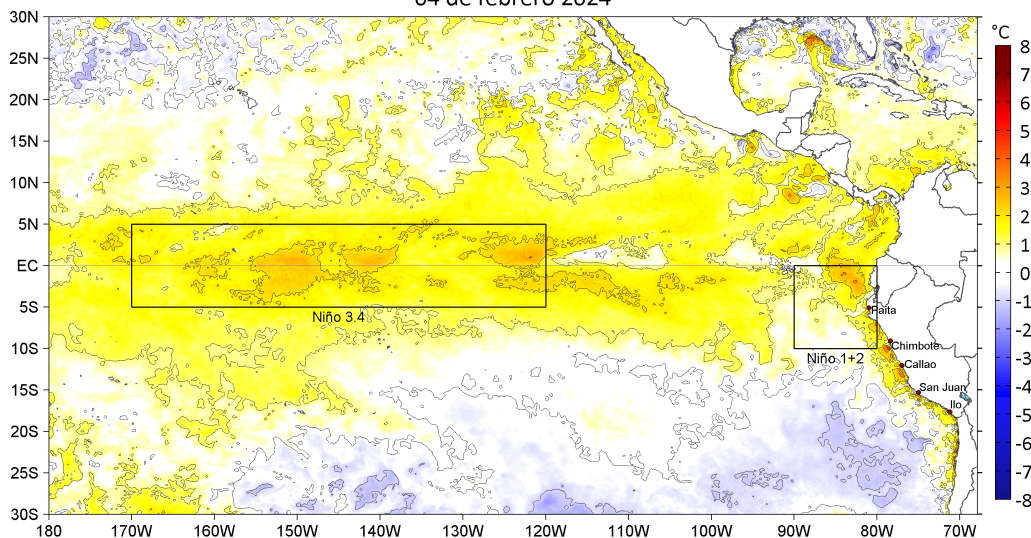 04 de febrero 2024
°C
30N
25N
20N
15N
10N
5N
EC
5S
10S
15S
20S
25S
30S
Niño 3.4
Niño 1+2
Paita
Chimbote
Callao
San Juan
Ilo
180
170W
160W
150W
140W
130W
120W
110W
100W
90W
80W
70W
8
7
6
5
4
3
2
1
0
-1
-2
-3
-4
-5
-6
-7
-8